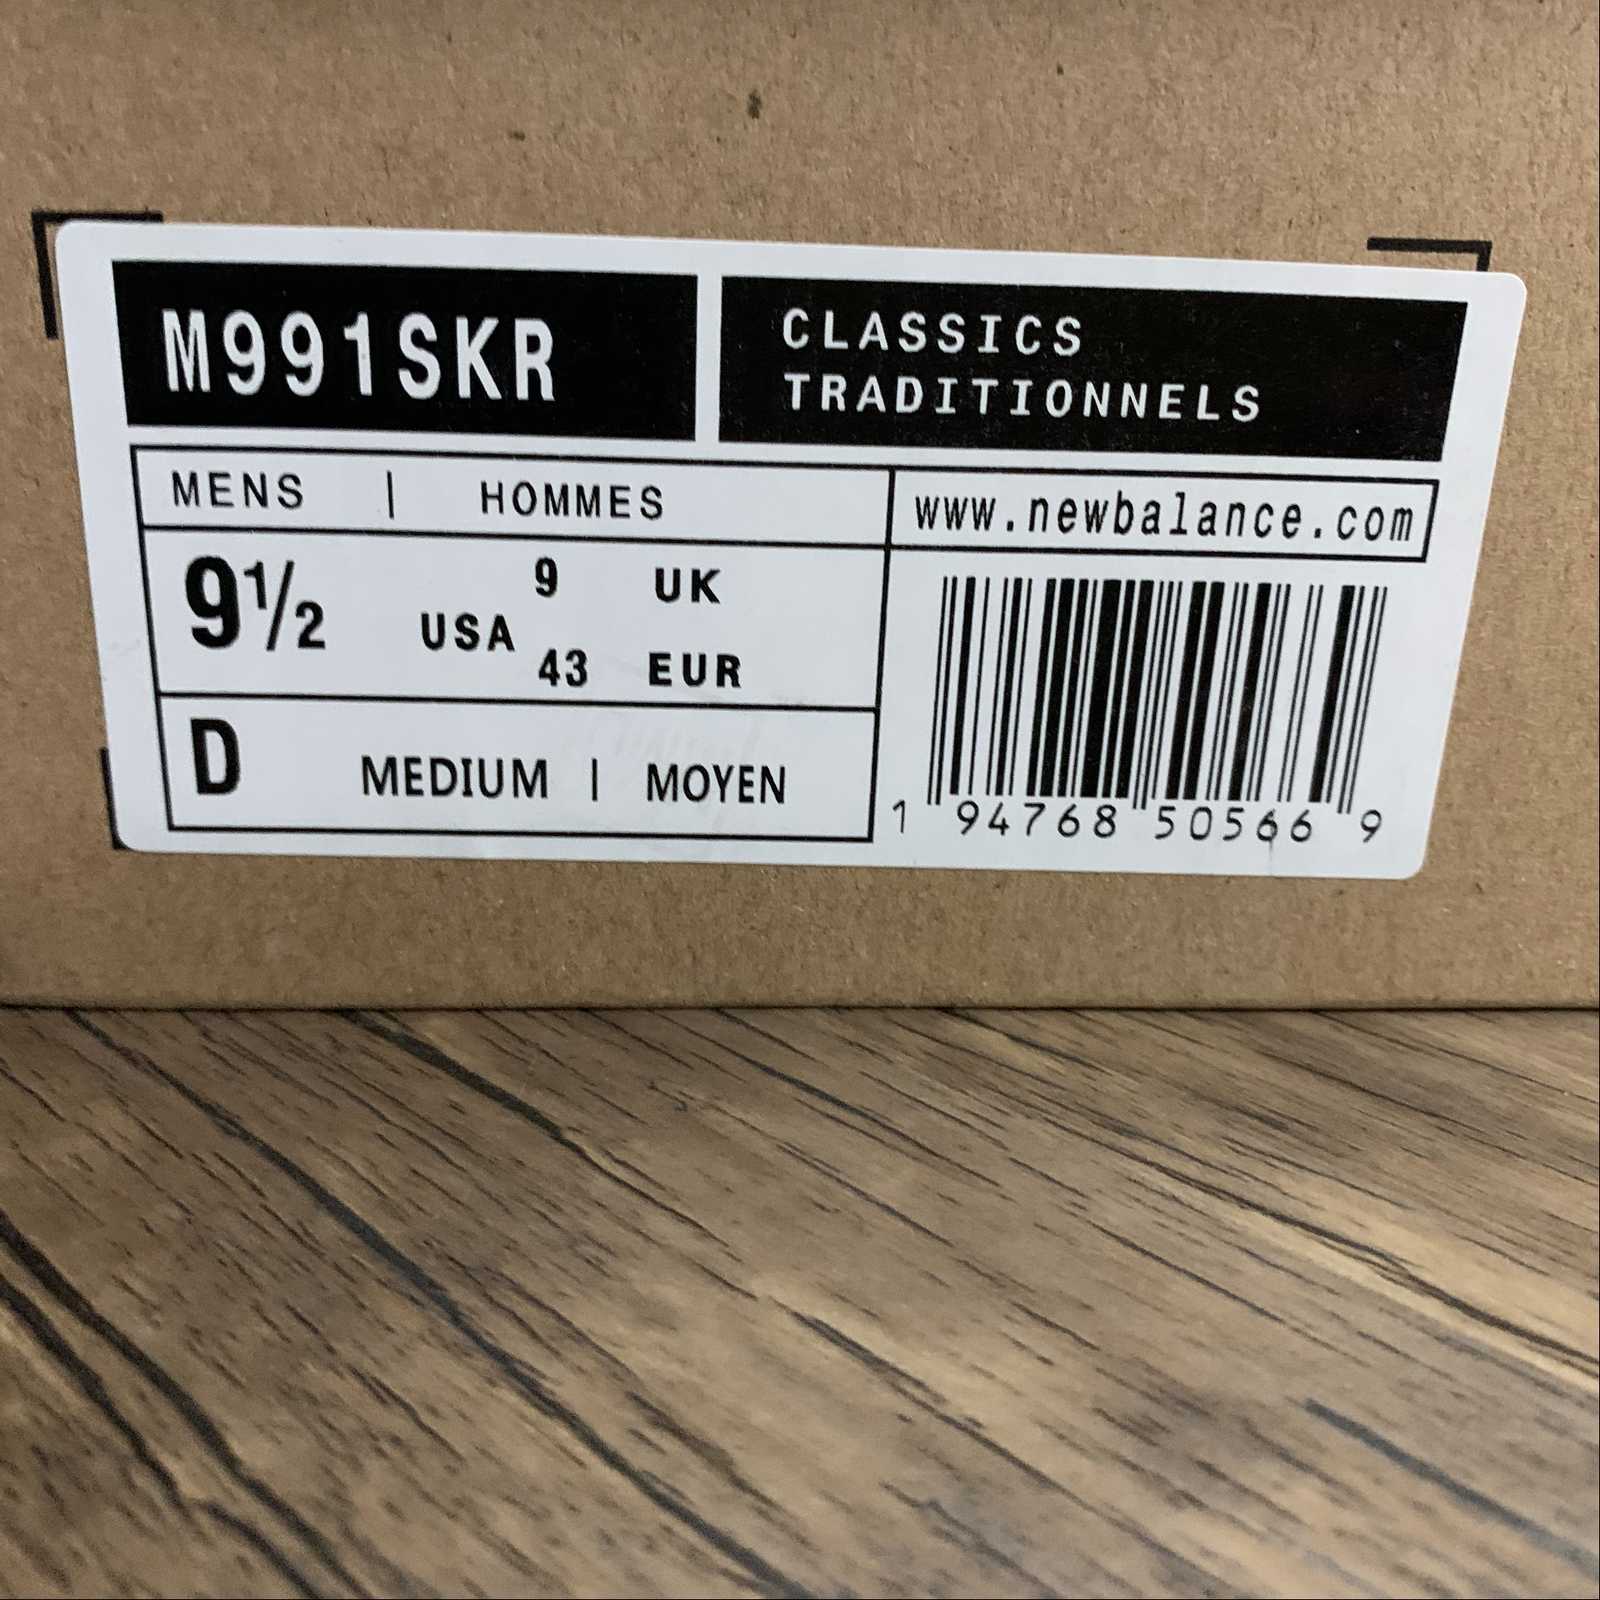 M991SKR
CLASSICS
TRADITIONNELS
MENS | HOMMES
www.newbalance.com
9½ USA
9 UK
43 EUR
D MEDIUM | MOYEN
1 94768 50566 9